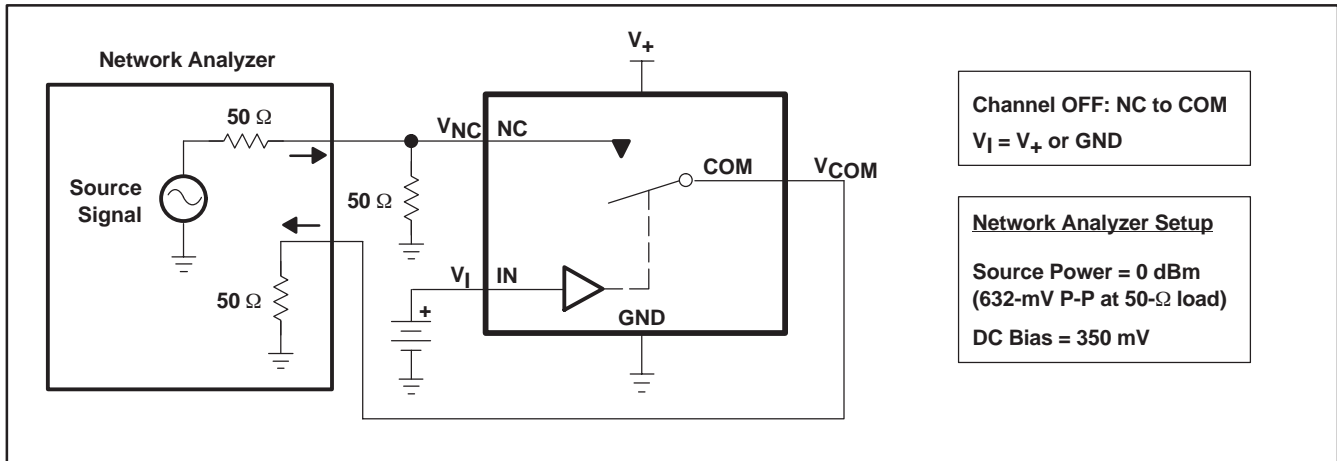 Network Analyzer
50 Ω
Source
Signal
50 Ω
50 Ω
V+
VNC NC
COM
VCOM
VI IN
+
GND
Channel OFF: NC to COM
VI = V+ or GND
Network Analyzer Setup
Source Power = 0 dBm
(632-mV P-P at 50-Ω load)
DC Bias = 350 mV